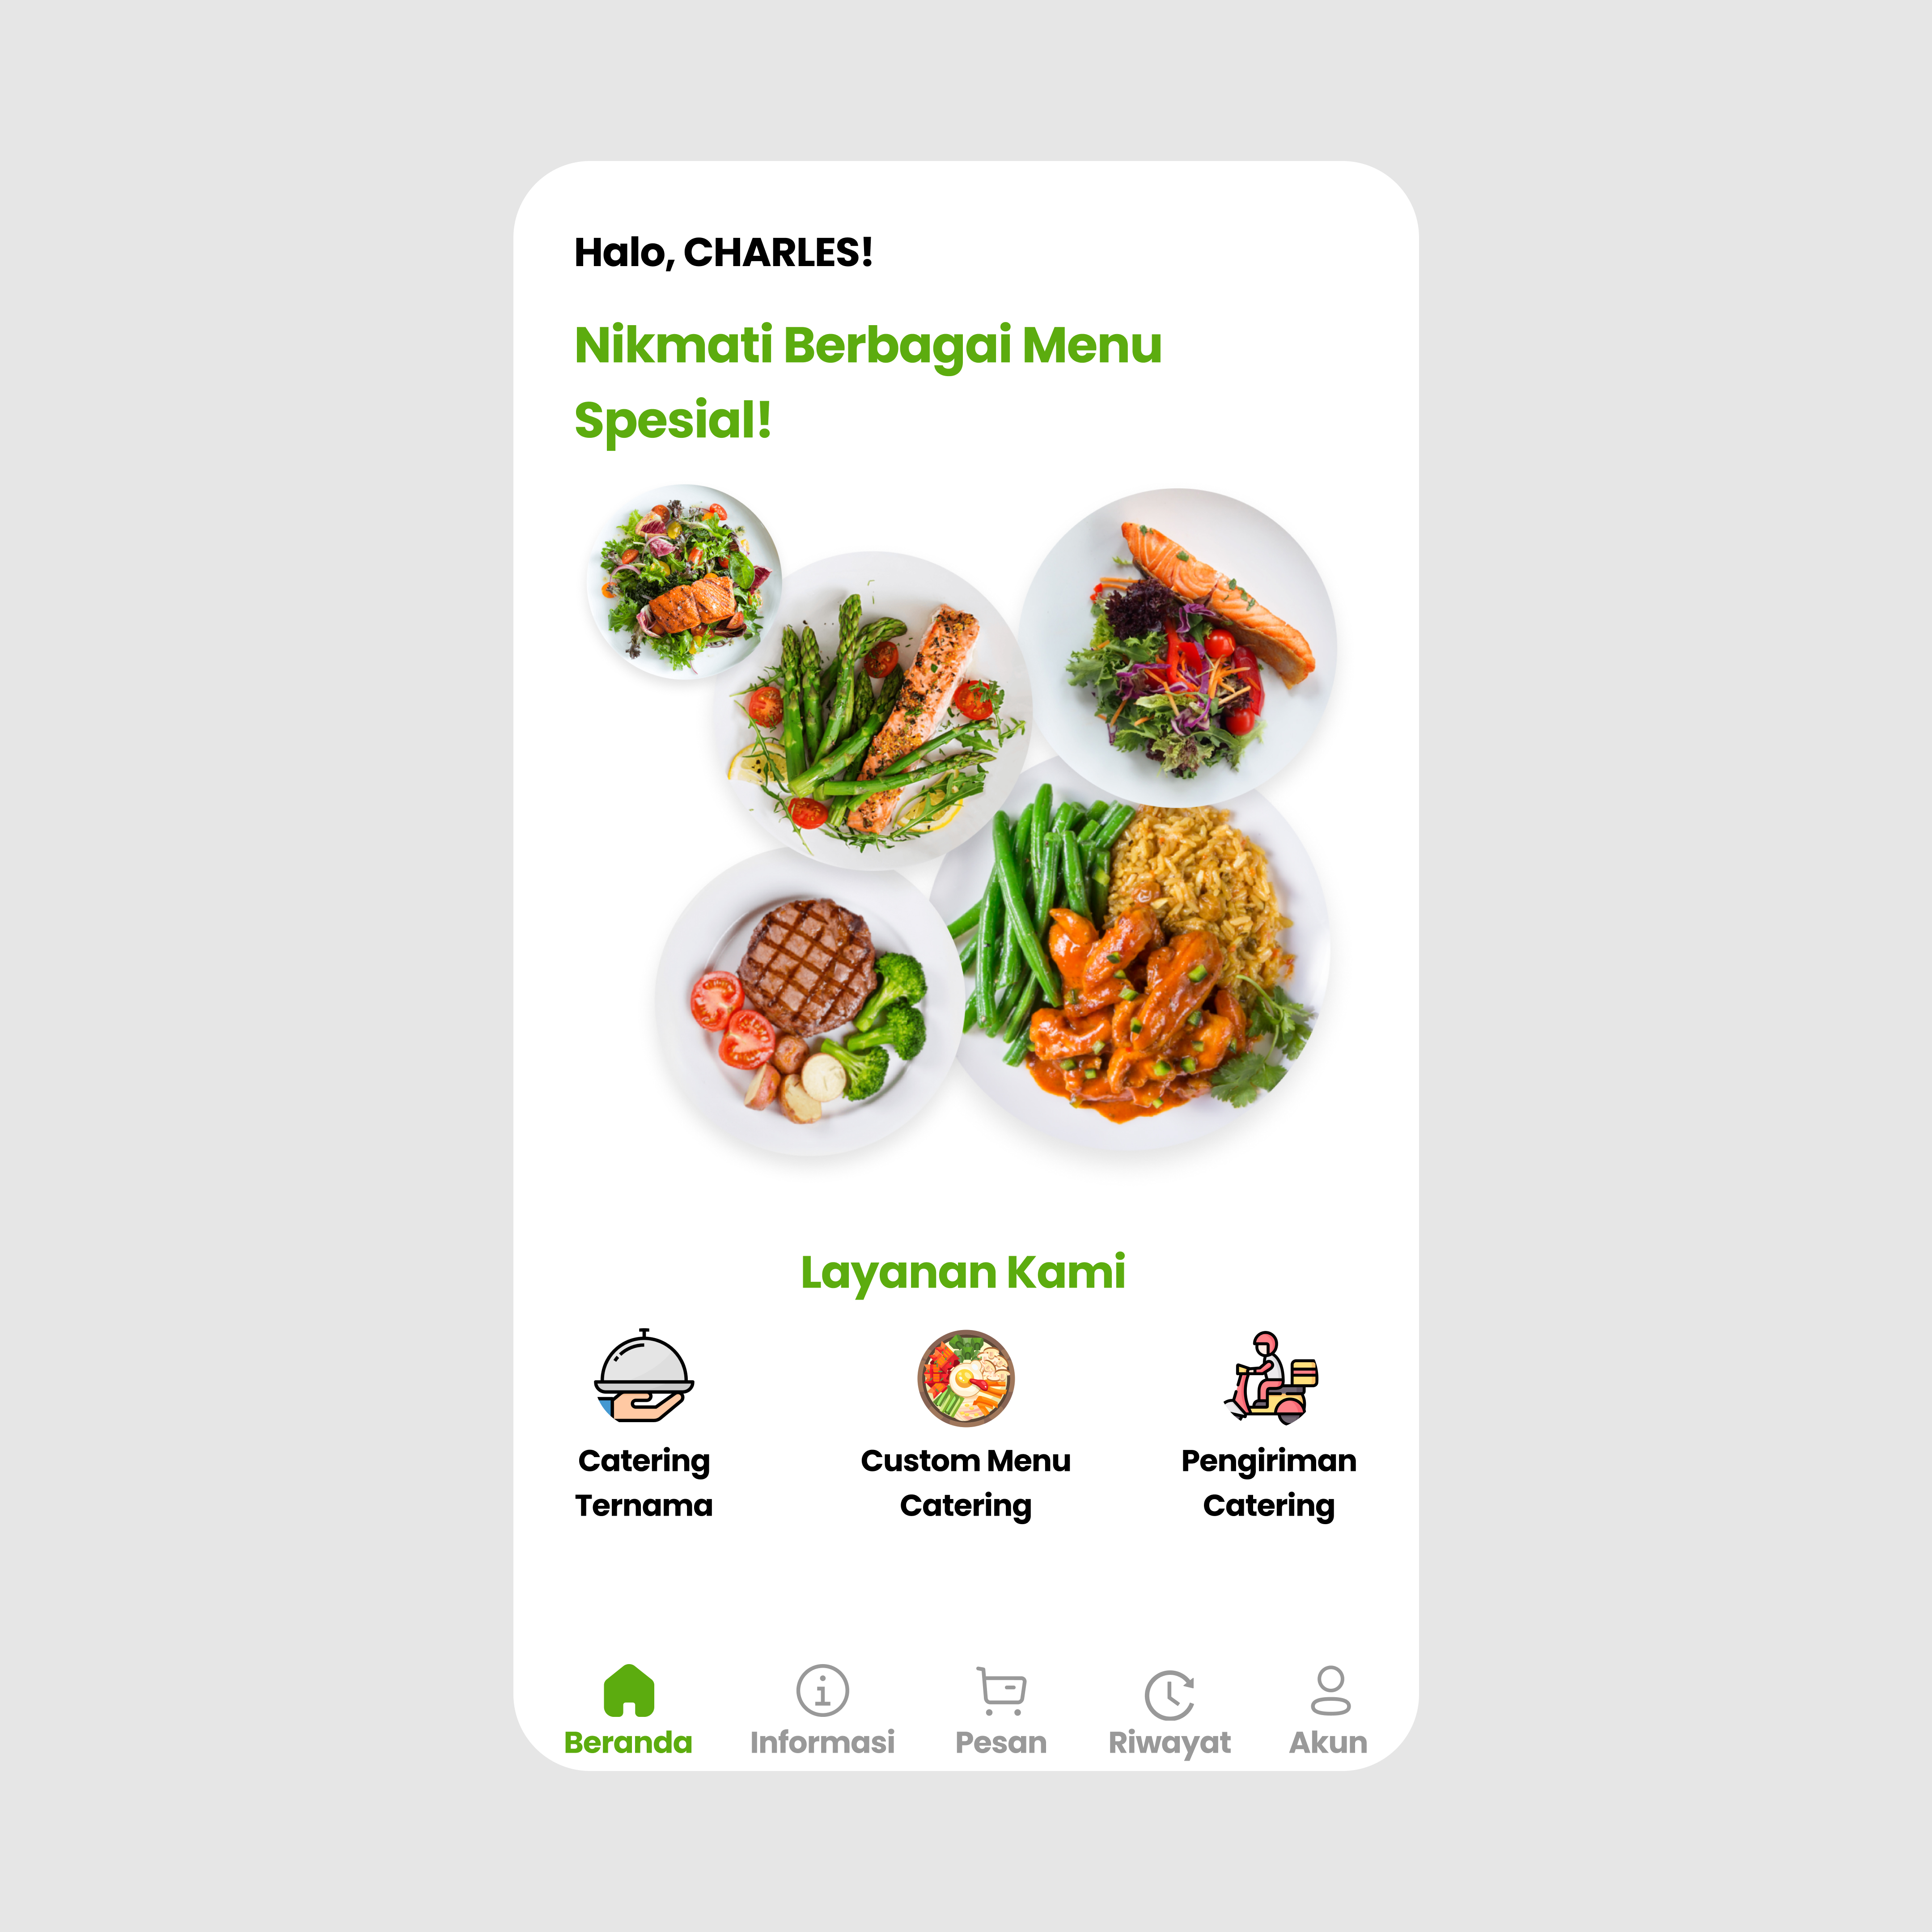 Halo, CHARLES!
Nikmati Berbagai Menu
Spesial!
Layanan Kami
Catering
Ternama
Custom Menu
Catering
Pengiriman
Catering
Beranda
Informasi
Pesan
Riwayat
Akun